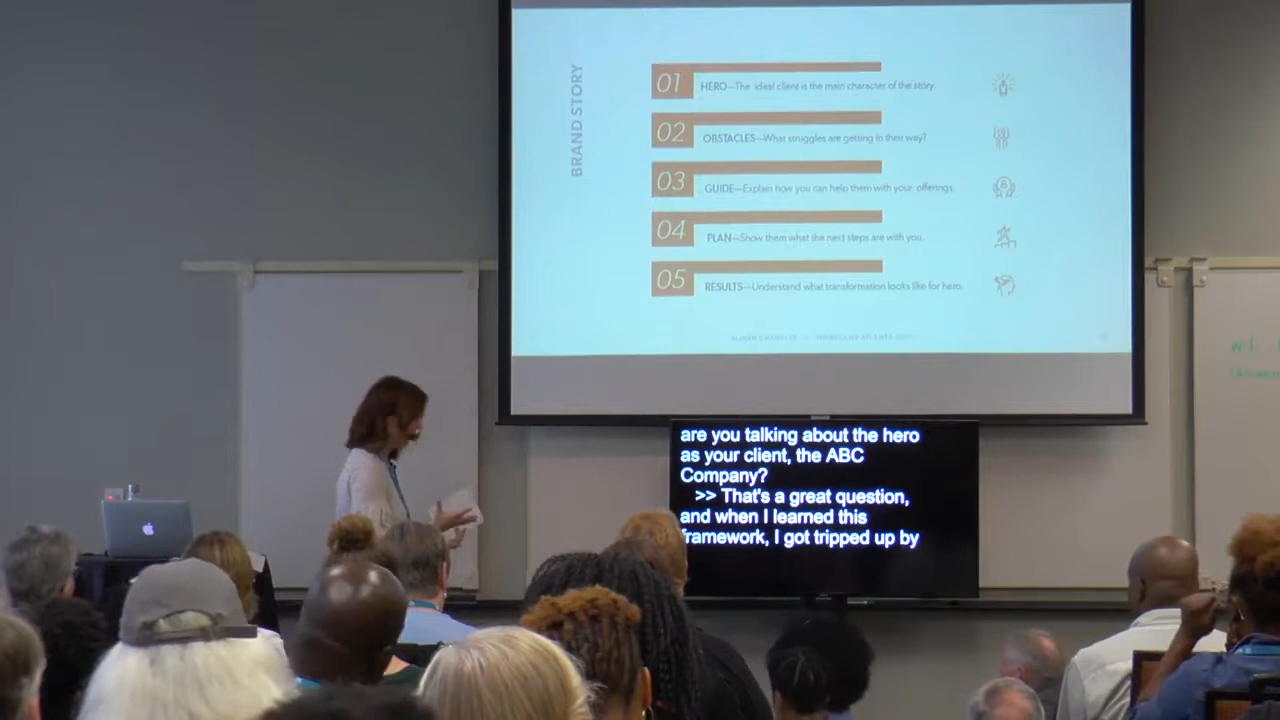 BRAND STORY
01 HERO—The ideal client is the main character of the story.
02 OBSTACLES—What struggles are getting in their way?
03 GUIDE—Explain how you can help them with your offerings.
04 PLAN—Show them what the next steps are with you.
05 RESULTS—Understand what transformation looks like for hero.
are you talking about the hero
as your client, the ABC
Company?
>> That's a great question,
and when I learned this
framework, I got tripped up by